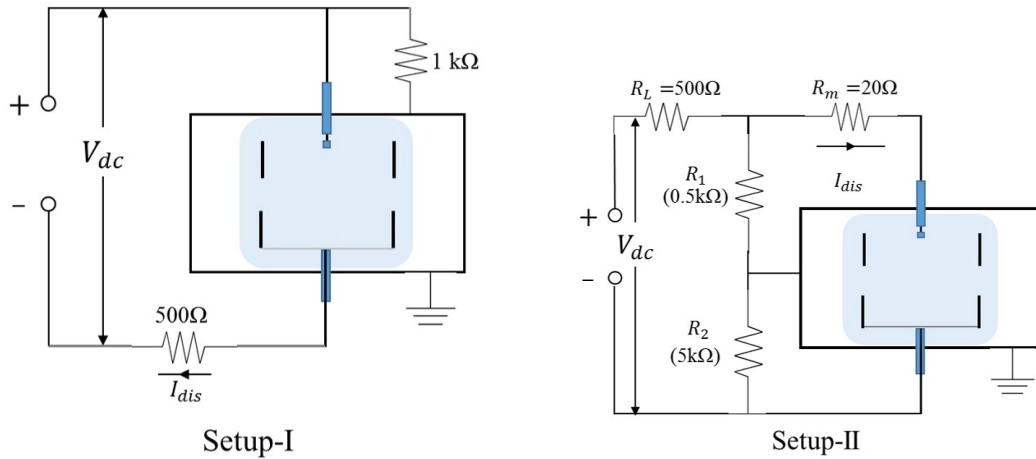 1 kΩ
+
V_dc
–
500Ω
I_dis
Setup-I
R_L =500Ω
R_m=20Ω
R_1
(0.5kΩ)
I_dis
+
V_dc
–
R_2
(5kΩ)
Setup-II